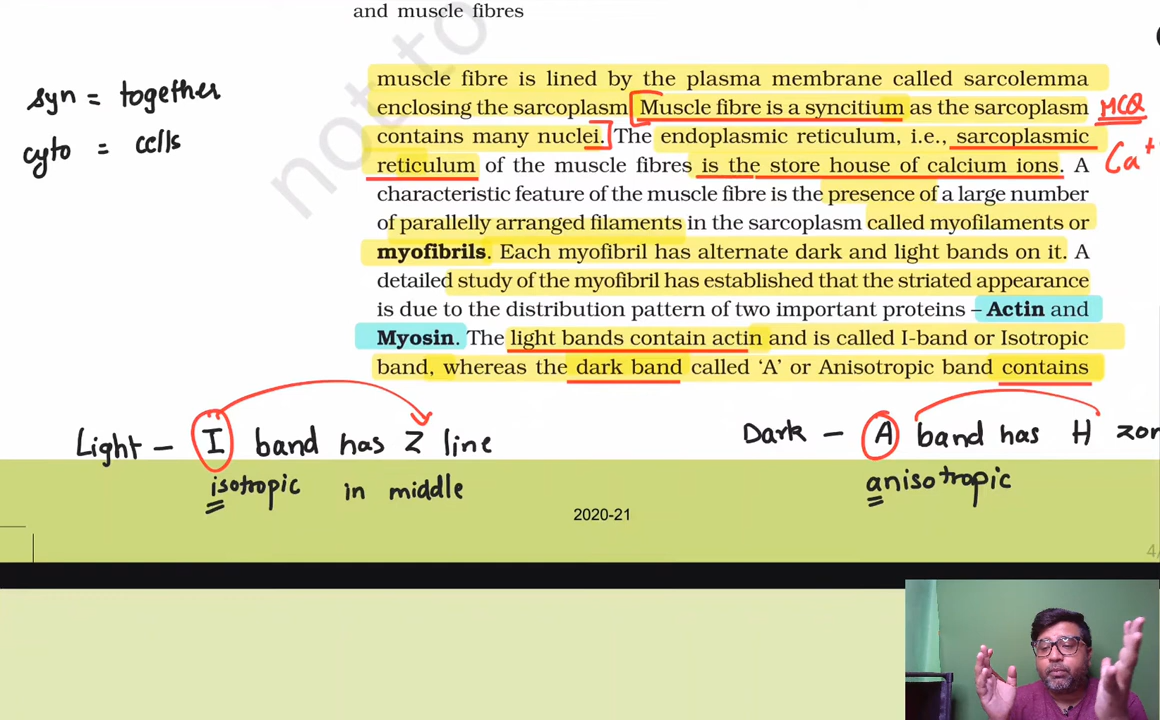 and muscle fibres
not to
muscle fibre is lined by the plasma membrane called sarcolemma
enclosing the sarcoplasm. Muscle fibre is a syncitium as the sarcoplasm
contains many nuclei. The endoplasmic reticulum, i.e., sarcoplasmic
reticulum of the muscle fibres is the store house of calcium ions. A
characteristic feature of the muscle fibre is the presence of a large number
of parallelly arranged filaments in the sarcoplasm called myofilaments or
myofibrils. Each myofibril has alternate dark and light bands on it. A
detailed study of the myofibril has established that the striated appearance
is due to the distribution pattern of two important proteins – Actin and
Myosin. The light bands contain actin and is called I-band or Isotropic
band, whereas the dark band called ‘A’ or Anisotropic band contains
syn = together
cyto = cells
MCQ
Ca+
Light – I band has Z line
isotropic in middle
Dark – A band has H zon
anisotropic
2020-21
4/